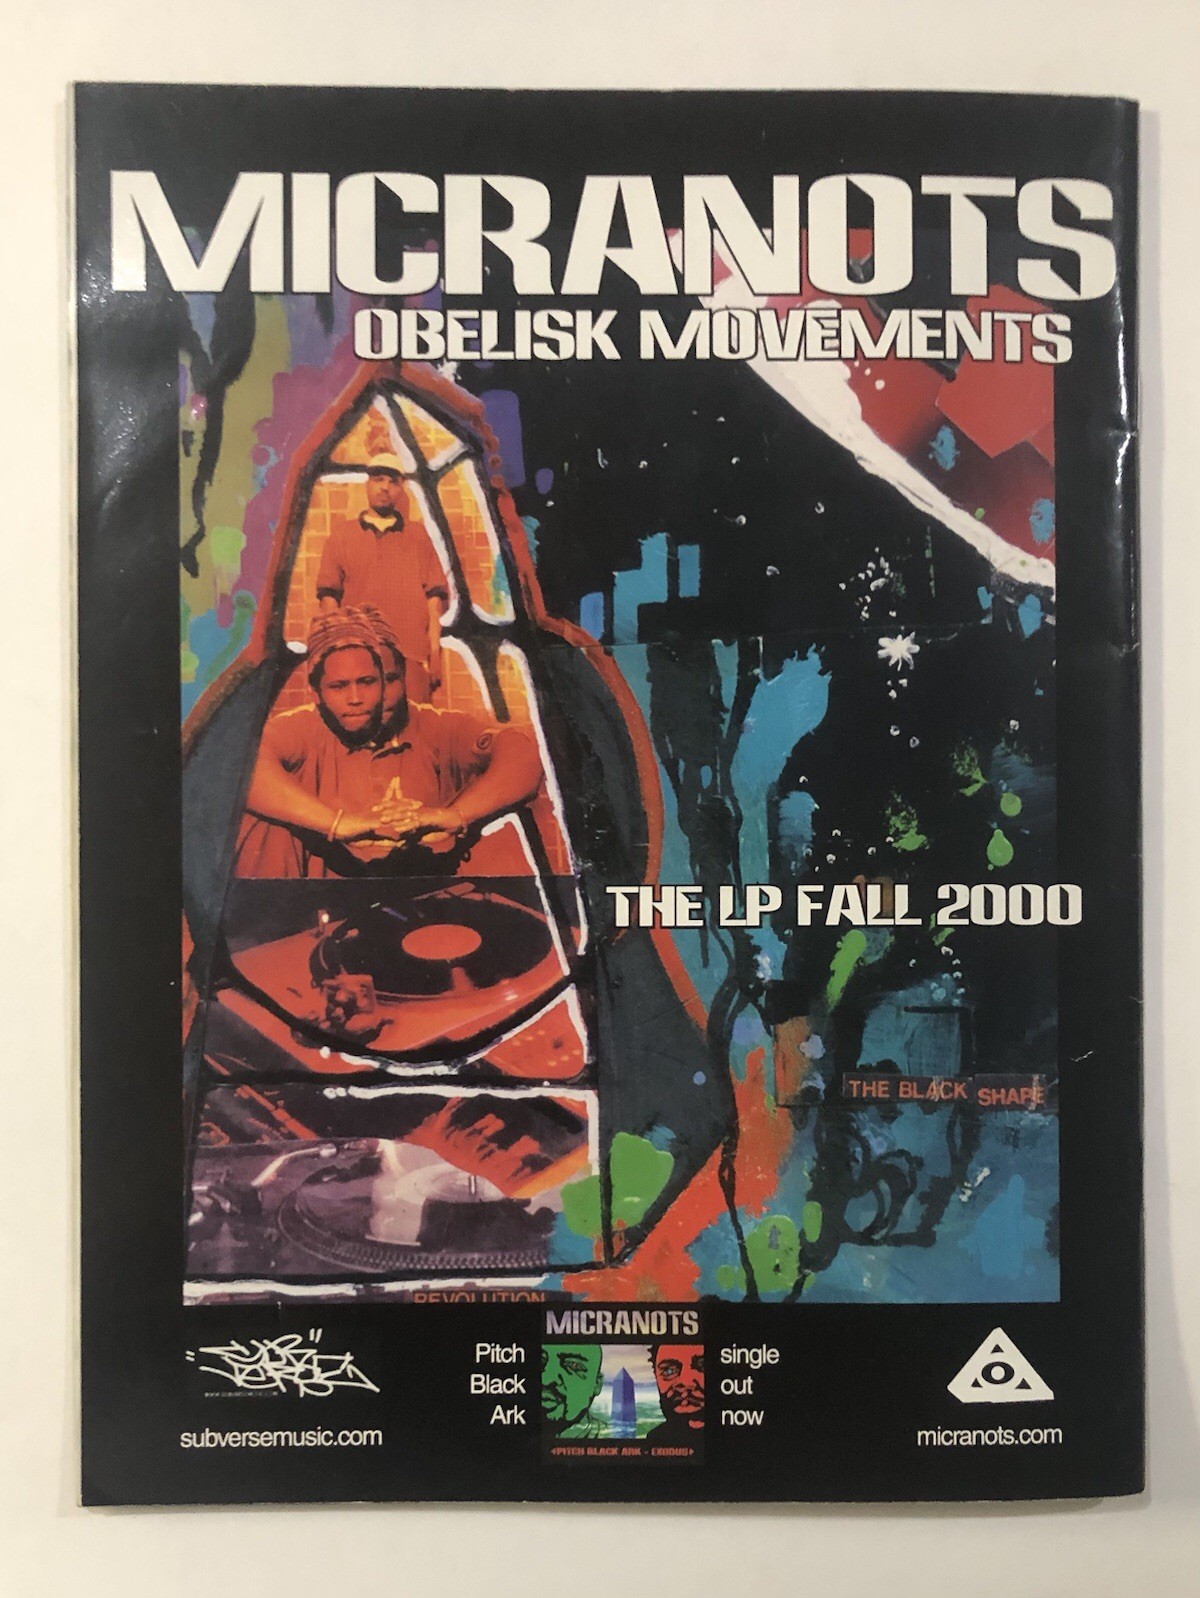 MICRANOTS
OBELISK MOVEMENTS
THE LP FALL 2000
THE BLACK SHAPE
REVOLUTION
MICRANOTS
Pitch
Black
Ark
single
out
now
PITCH BLACK ARK - EXODUS
subversemusic.com
O
micranots.com